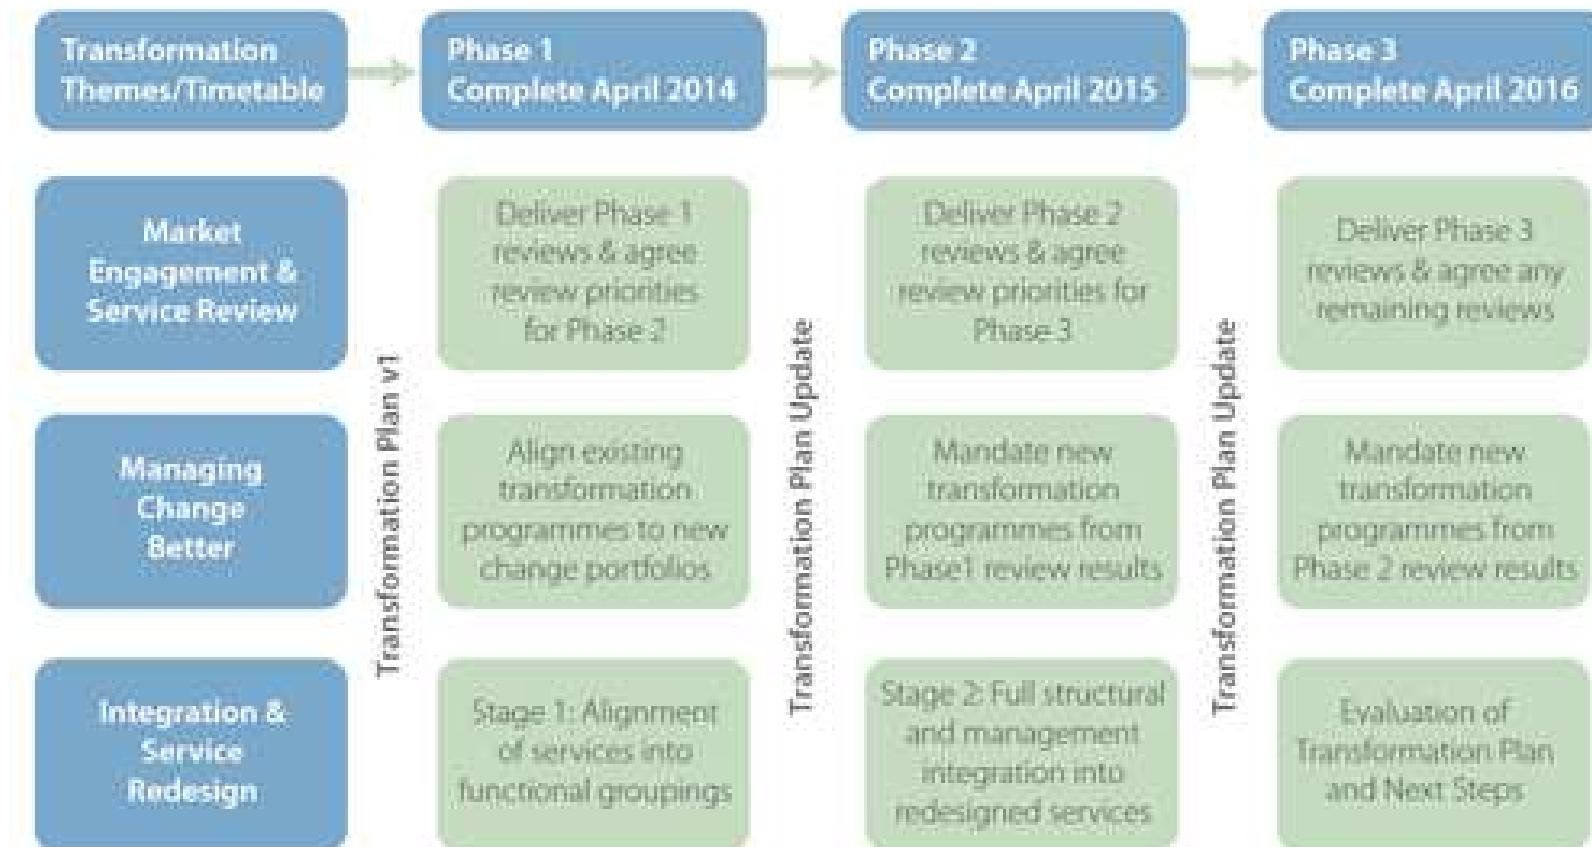 Transformation
Themes/Timetable
Phase 1
Complete April 2014
Phase 2
Complete April 2015
Phase 3
Complete April 2016
Transformation Plan v1
Transformation Plan Update
Transformation Plan Update
Market
Engagement &
Service Review
Deliver Phase 1
reviews & agree
review priorities
for Phase 2
Deliver Phase 2
reviews & agree
review priorities for
Phase 3
Deliver Phase 3
reviews & agree any
remaining reviews
Managing
Change
Better
Align existing
transformation
programmes to new
change portfolios
Mandate new
transformation
programmes from
Phase1 review results
Mandate new
transformation
programmes from
Phase 2 review results
Integration &
Service
Redesign
Stage 1: Alignment
of services into
functional groupings
Stage 2: Full structural
and management
integration into
redesigned services
Evaluation of
Transformation Plan
and Next Steps